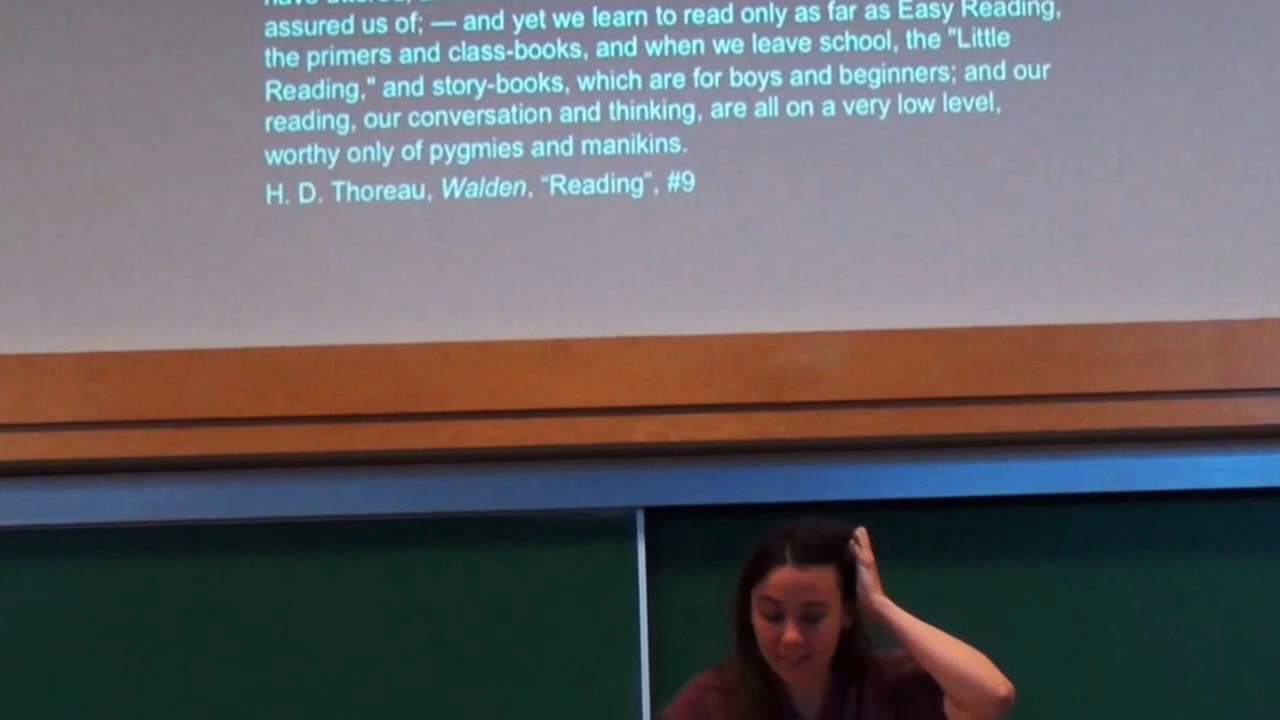 assured us of; — and yet we learn to read only as far as Easy Reading,
the primers and class-books, and when we leave school, the "Little
Reading," and story-books, which are for boys and beginners; and our
reading, our conversation and thinking, are all on a very low level,
worthy only of pygmies and manikins.
H. D. Thoreau, Walden, “Reading”, #9